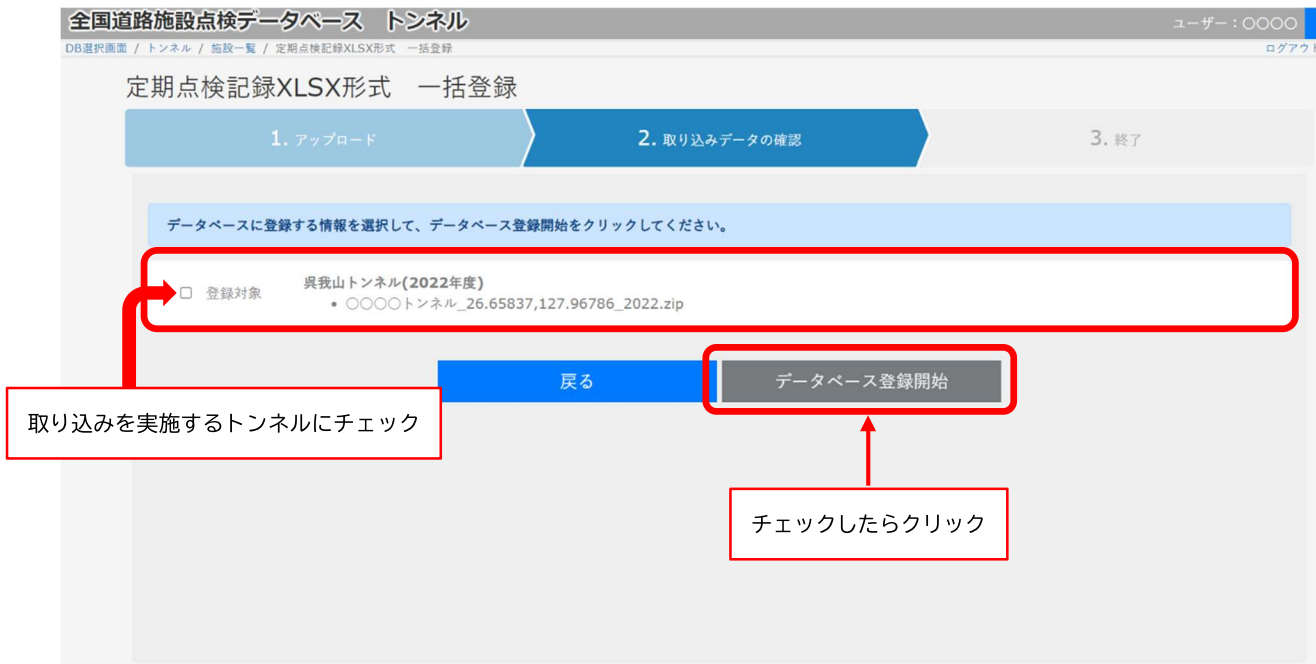 全国道路施設点検データベース　トンネル
ユーザー：〇〇〇〇
DB選択画面 / トンネル / 施設一覧 / 定期点検記録XLSX形式　一括登録
ログアウト
定期点検記録XLSX形式　一括登録
1. アップロード
2. 取り込みデータの確認
3. 終了
データベースに登録する情報を選択して、データベース登録開始をクリックしてください。
登録対象
呉我山トンネル(2022年度)
• 〇〇〇〇トンネル_26.65837,127.96786_2022.zip
戻る
データベース登録開始
取り込みを実施するトンネルにチェック
チェックしたらクリック